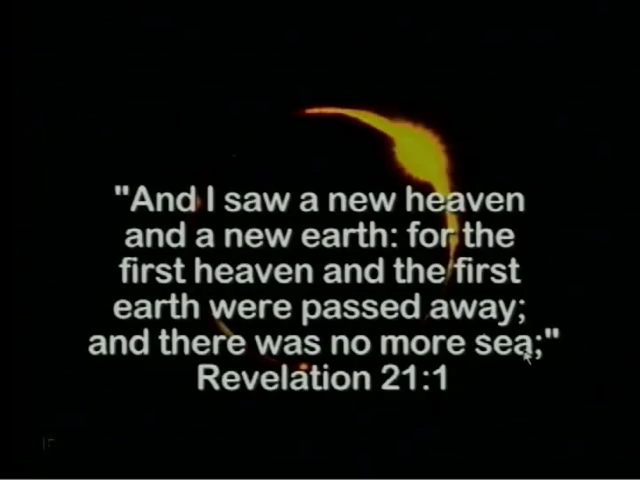 "And I saw a new heaven
and a new earth: for the
first heaven and the first
earth were passed away;
and there was no more sea;"
Revelation 21:1